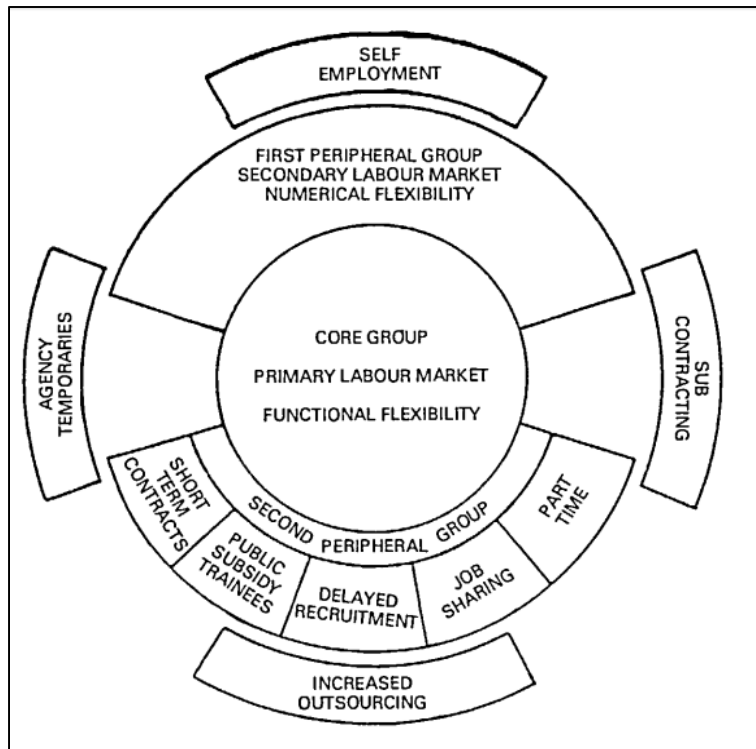 SELF
EMPLOYMENT
FIRST PERIPHERAL GROUP
SECONDARY LABOUR MARKET
NUMERICAL FLEXIBILITY
AGENCY
TEMPORARIES
CORE GROUP
PRIMARY LABOUR MARKET
FUNCTIONAL FLEXIBILITY
SUB
CONTRACTING
SECOND PERIPHERAL GROUP
SHORT
TERM
CONTRACTS
PUBLIC
SUBSIDY
TRAINEES
DELAYED
RECRUITMENT
JOB
SHARING
PART
TIME
INCREASED
OUTSOURCING